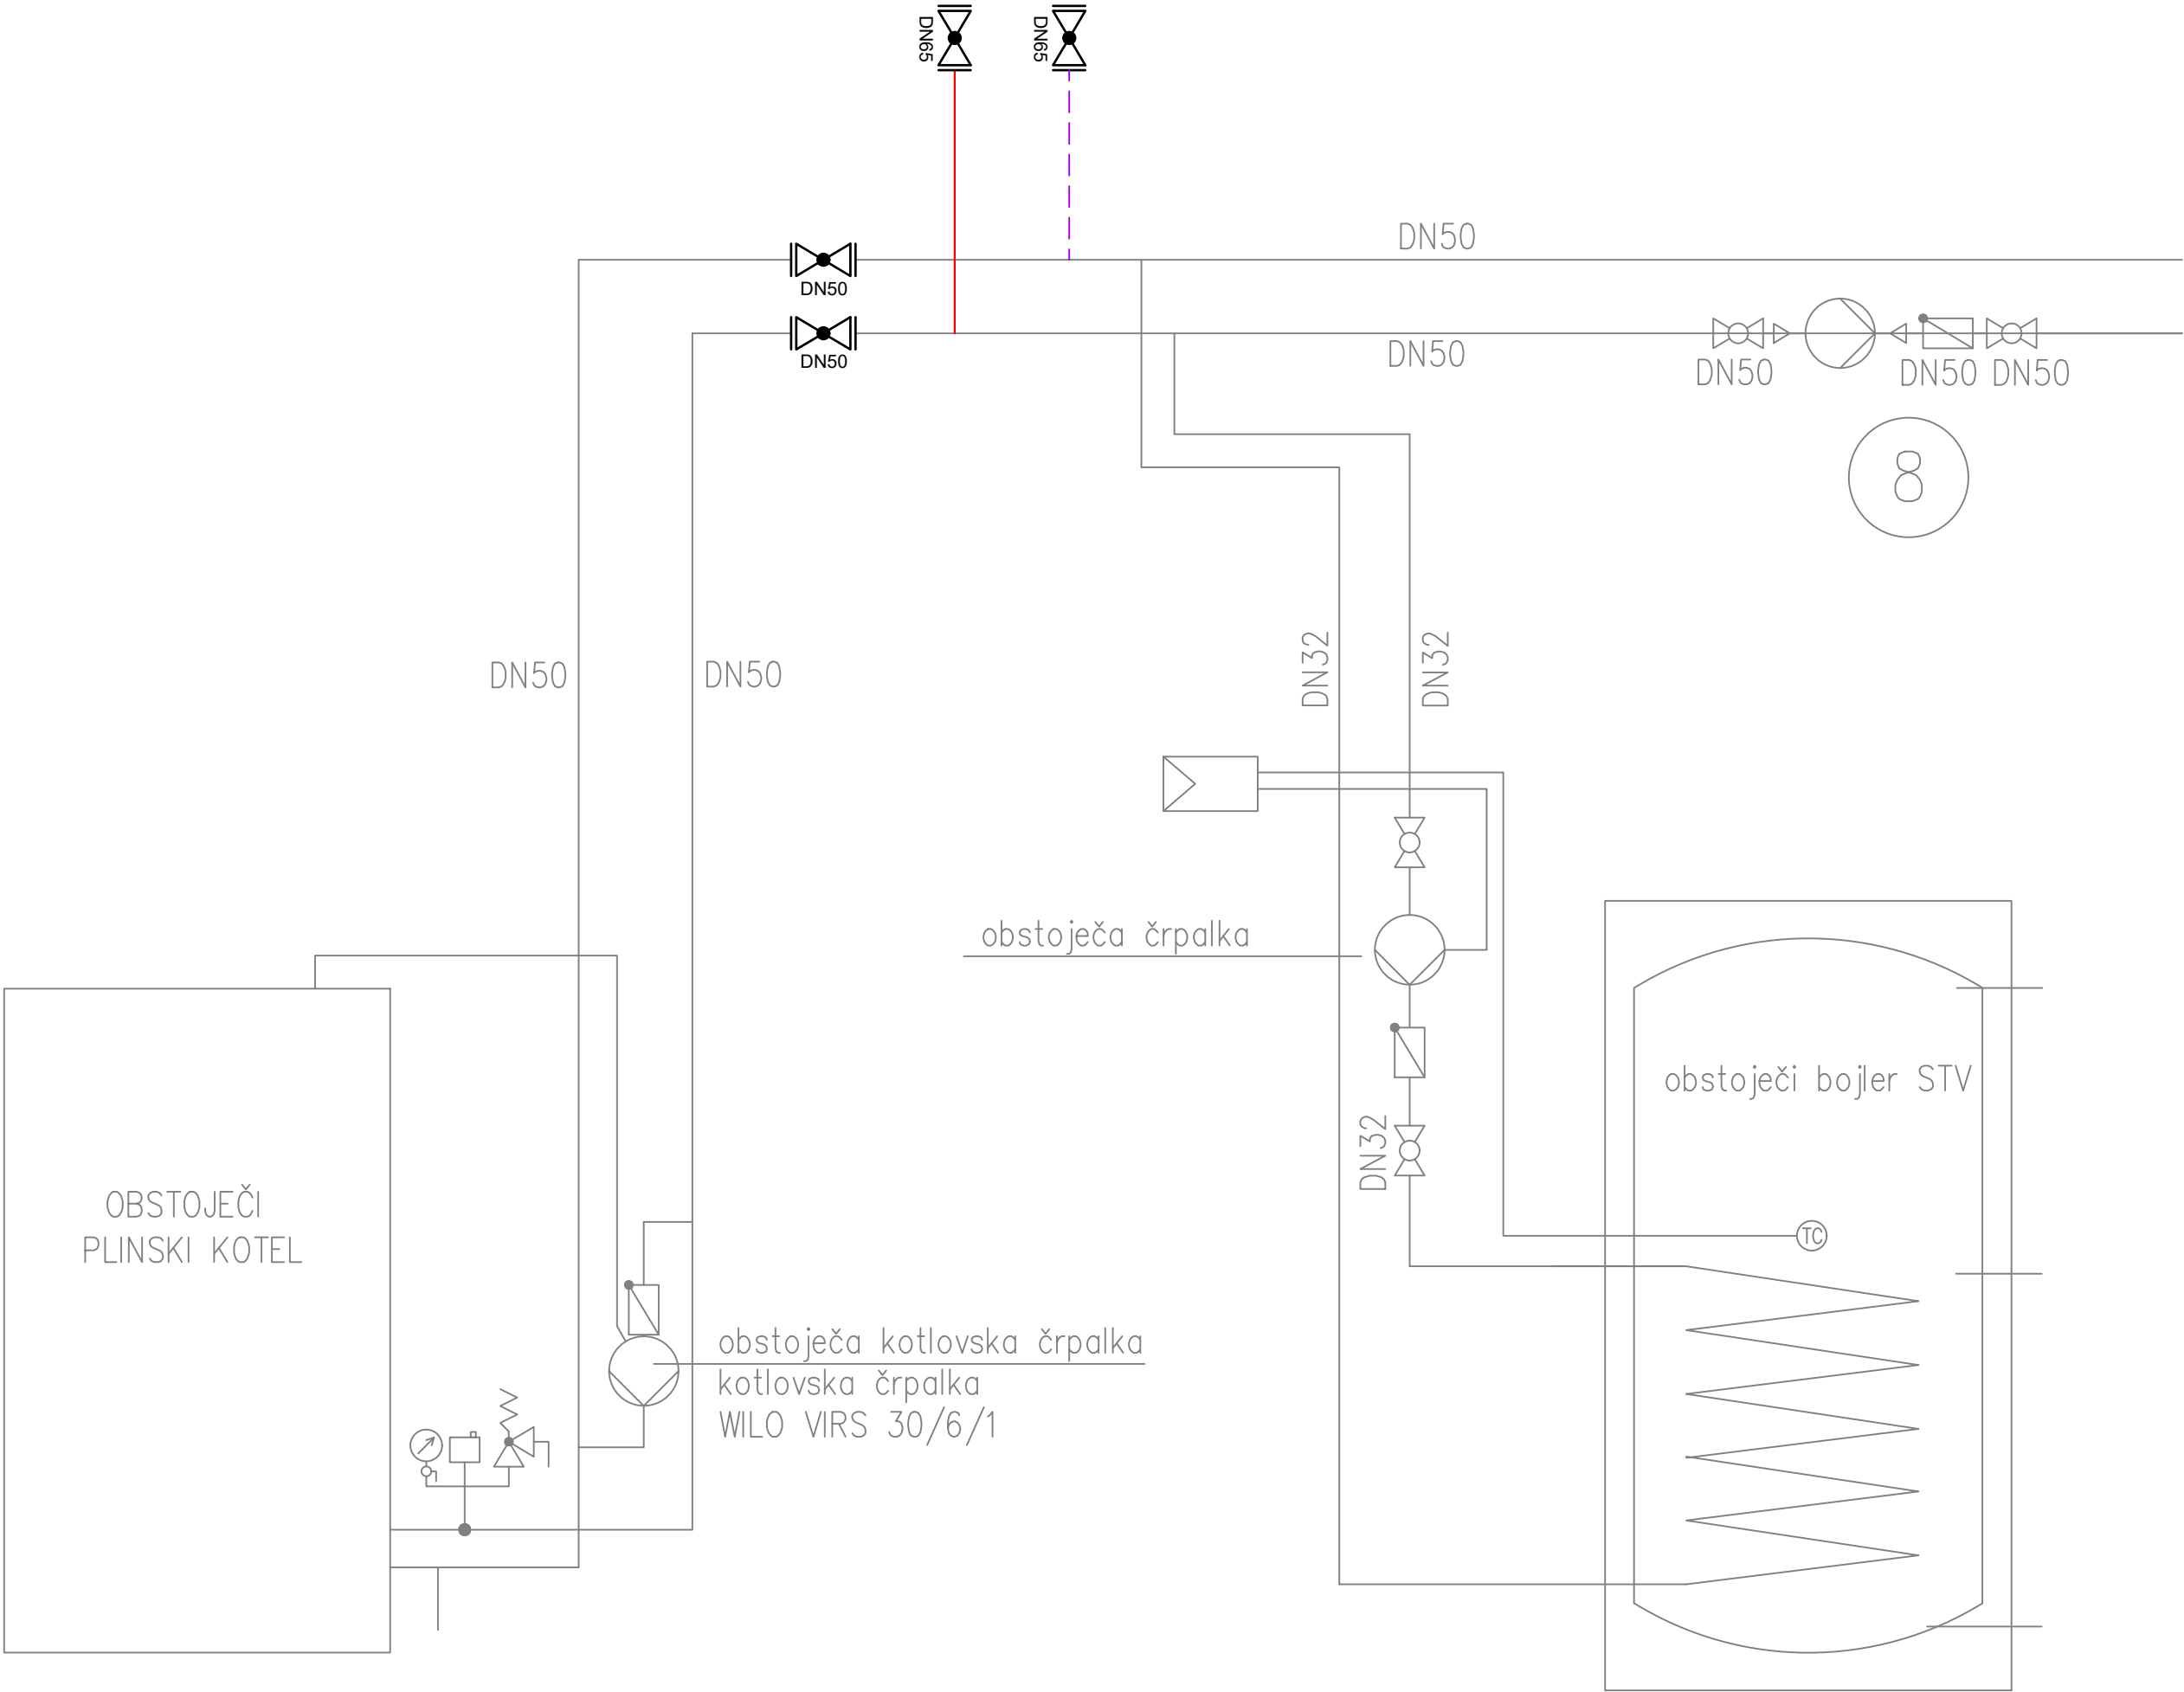 DN65
DN65
DN50
DN50
DN50
DN50
DN50
DN50
DN50
8
DN50
DN50
DN32
DN32
obstoječa črpalka
obstoječi bojler STV
DN32
OBSTOJEČI
PLINSKI KOTEL
TC
obstoječa kotlovska črpalka
kotlovska črpalka
WILO VIRS 30/6/1